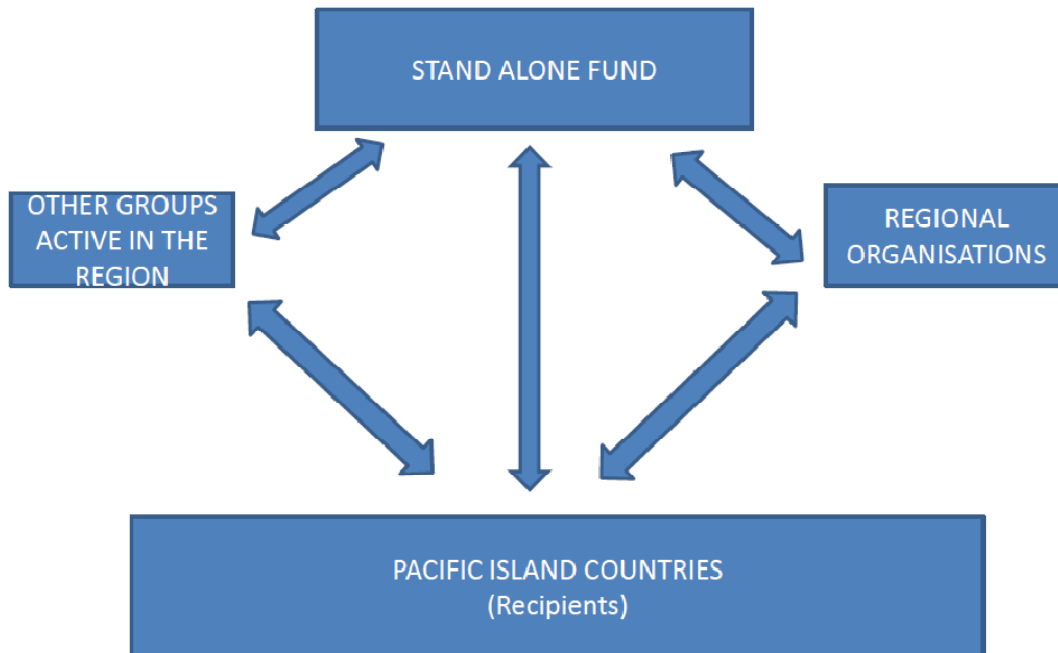 STAND ALONE FUND
OTHER GROUPS
ACTIVE IN THE
REGION
REGIONAL
ORGANISATIONS
PACIFIC ISLAND COUNTRIES
(Recipients)